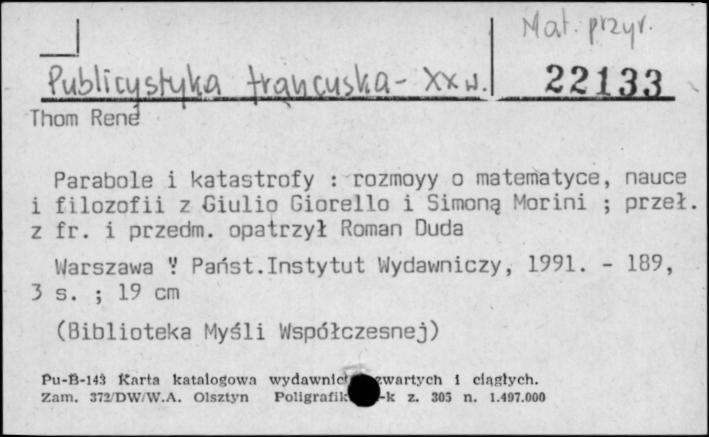 Mat. przyr.
Publicystyka francuska - XX w. 22133
Thom René
Parabole i katastrofy : rozmoyy o matematyce, nauce
i filozofii z Giulio Giorello i Simoną Morini ; przeł.
z fr. i przedm. opatrzył Roman Duda
Warszawa : Państ.Instytut Wydawniczy, 1991. - 189,
3 s. ; 19 cm
(Biblioteka Myśli Współczesnej)
Pu-B-143 Karta katalogowa wydawnict zwartych i ciągłych.
Zam. 372/DW/W.A. Olsztyn Poligrafik -k z. 305 n. 1.497.000